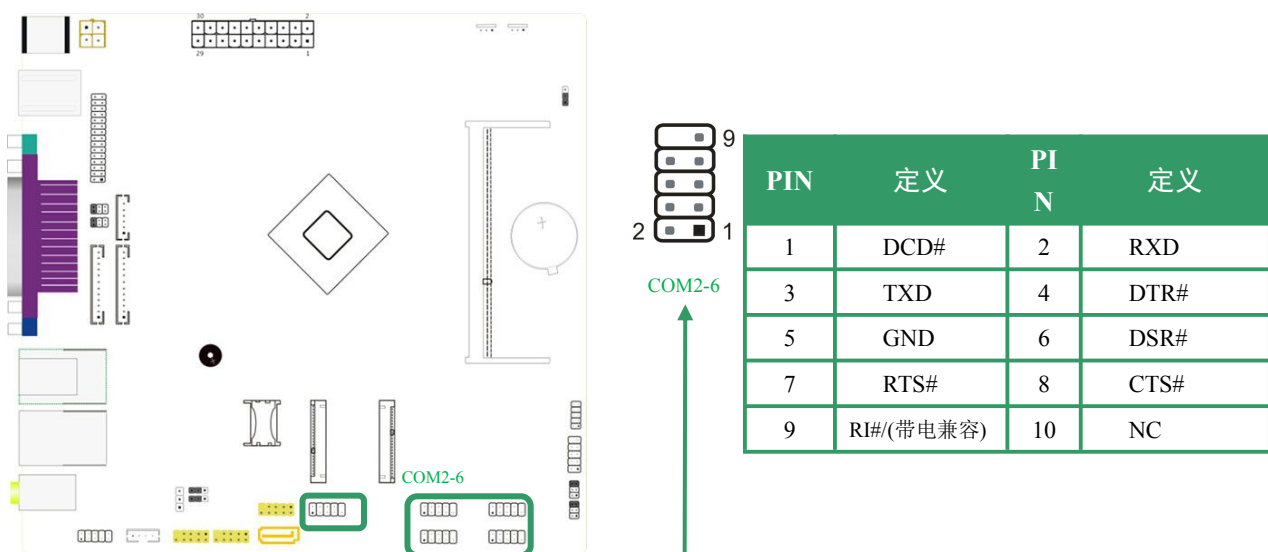 30 2
29 1
9
2 1
COM2-6
PIN 定义 PI
N 定义
1 DCD# 2 RXD
3 TXD 4 DTR#
5 GND 6 DSR#
7 RTS# 8 CTS#
9 RI#/(带电兼容) 10 NC
COM2-6